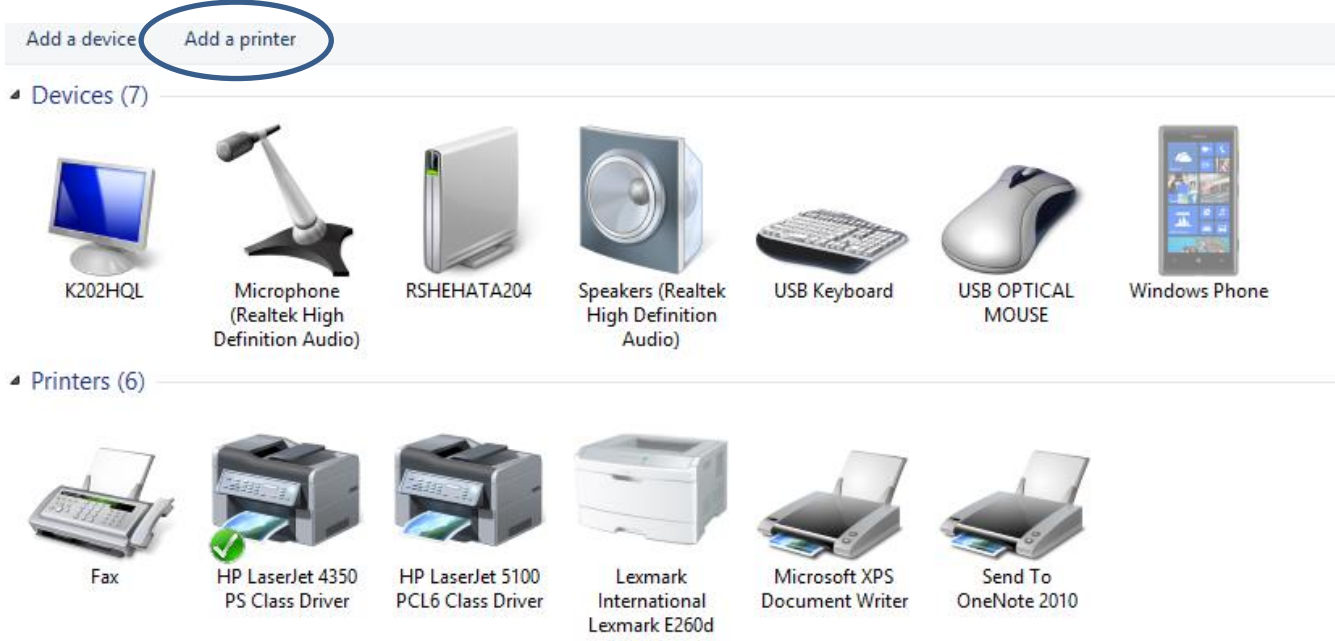 Add a device Add a printer
Devices (7)
K202HQL
Microphone
(Realtek High
Definition Audio)
RSHEHATA204
Speakers (Realtek
High Definition
Audio)
USB Keyboard
USB OPTICAL
MOUSE
Windows Phone
Printers (6)
Fax
HP LaserJet 4350
PS Class Driver
HP LaserJet 5100
PCL6 Class Driver
Lexmark
International
Lexmark E260d
Microsoft XPS
Document Writer
Send To
OneNote 2010